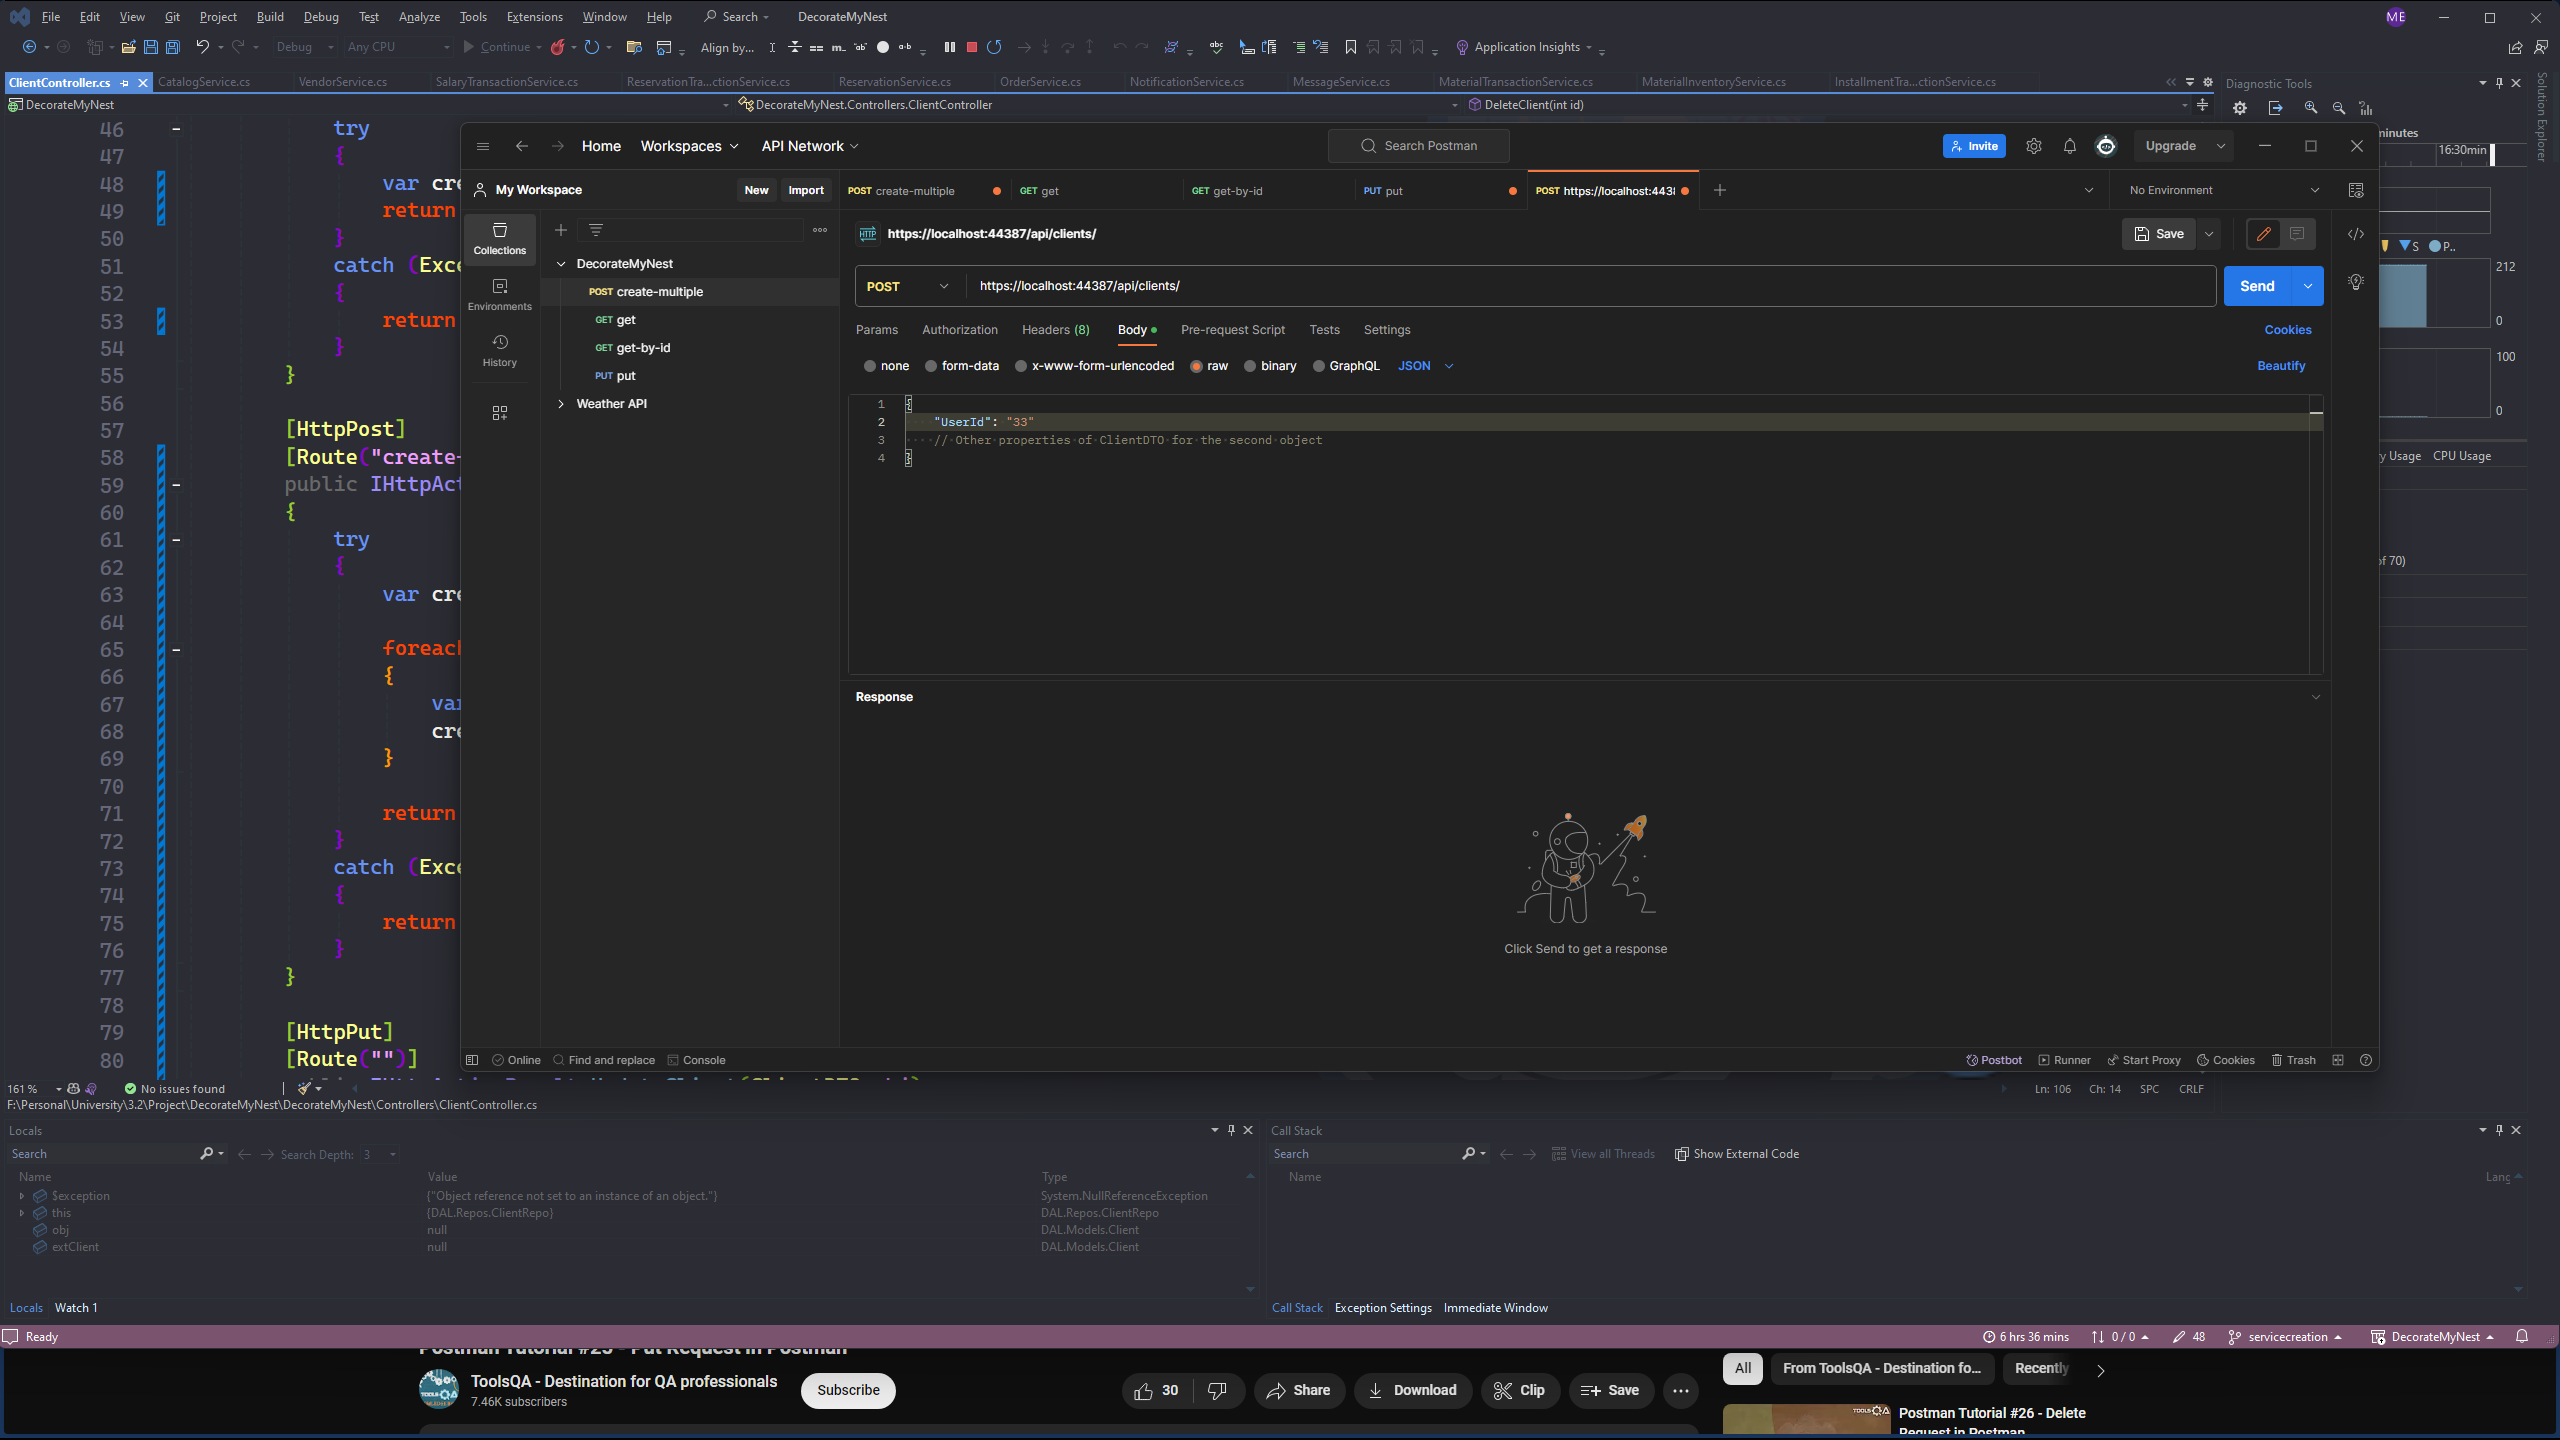 File Edit View Git Project Build Debug Test Analyze Tools Extensions Window Help Search DecorateMyNest ME
Debug Any CPU Continue Align by... Application Insights
ClientController.cs CatalogService.cs VendorService.cs SalaryTransactionService.cs ReservationTra...ctionService.cs ReservationService.cs OrderService.cs NotificationService.cs MessageService.cs MaterialTransactionService.cs MaterialInventoryService.cs InstallmentTra...ctionService.cs Diagnostic Tools
DecorateMyNest DecorateMyNest.Controllers.ClientController DeleteClient(int id)
Solution Explorer
46 try
47 {
48 var cre
49 return
50 }
51 catch (Exce
52 {
53 return
54 }
55 }
56
57 [HttpPost]
58 [Route("create-
59 public IHttpAct
60 {
61 try
62 {
63 var cre
64
65 foreach
66 {
67 var
68 cre
69 }
70
71 return
72 }
73 catch (Exce
74 {
75 return
76 }
77 }
78
79 [HttpPut]
80 [Route("")]
Home Workspaces API Network Search Postman Invite Upgrade
My Workspace New Import POST create-multiple GET get GET get-by-id PUT put POST https://localhost:443 No Environment
Collections
Environments
History
DecorateMyNest
POST create-multiple
GET get
GET get-by-id
PUT put
Weather API
HTTP https://localhost:44387/api/clients/ Save
POST https://localhost:44387/api/clients/ Send
Params Authorization Headers (8) Body Pre-request Script Tests Settings Cookies
none form-data x-www-form-urlencoded raw binary GraphQL JSON Beautify
1 {
2 "UserId": "33"
3 // Other properties of ClientDTO for the second object
4 }
Response
Click Send to get a response
Online Find and replace Console Postbot Runner Start Proxy Cookies Trash
minutes
16:30min
S P..
212
0
100
0
ry Usage CPU Usage
of 70)
161 % No issues found Ln: 106 Ch: 14 SPC CRLF
F:\Personal\University\3.2\Project\DecorateMyNest\DecorateMyNest\Controllers\ClientController.cs
Locals
Search Search Depth: 3
Name Value Type
$exception {"Object reference not set to an instance of an object."} System.NullReferenceException
this {DAL.Repos.ClientRepo} DAL.Repos.ClientRepo
obj null DAL.Models.Client
extClient null DAL.Models.Client
Locals Watch 1
Call Stack
Search View all Threads Show External Code
Name Lang
Call Stack Exception Settings Immediate Window
Ready 6 hrs 36 mins 0 / 0 48 servicecreation DecorateMyNest
Postman Tutorial #25 - Put Request in Postman
ToolsQA - Destination for QA professionals
7.46K subscribers
Subscribe 30 Share Download Clip Save
All From ToolsQA - Destination fo... Recently
Postman Tutorial #26 - Delete
Request in Postman